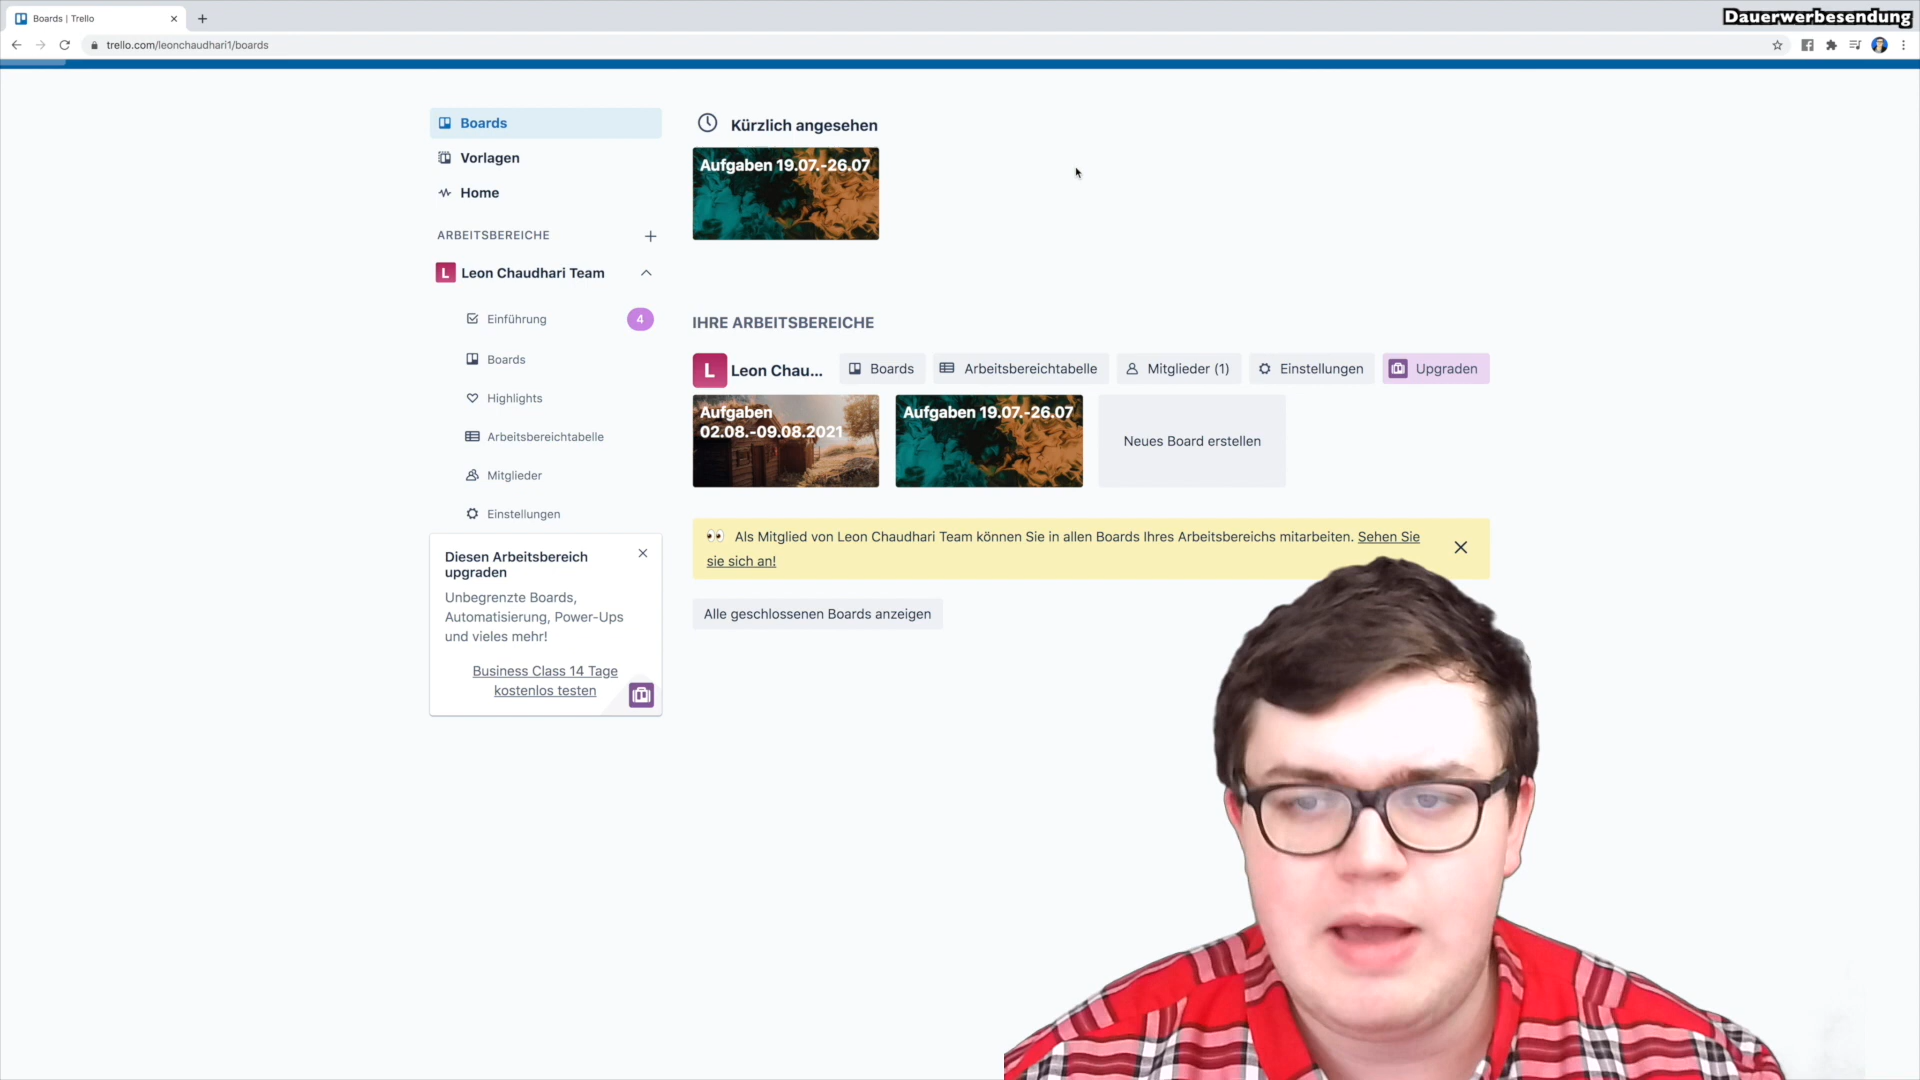 Boards | Trello
Dauerwerbesendung
trello.com/leonchaudhari1/boards
Boards
Vorlagen
Home
ARBEITSBEREICHE
L Leon Chaudhari Team
Einführung 4
Boards
Highlights
Arbeitsbereichtabelle
Mitglieder
Einstellungen
Diesen Arbeitsbereich
upgraden
Unbegrenzte Boards,
Automatisierung, Power-Ups
und vieles mehr!
Business Class 14 Tage
kostenlos testen
Kürzlich angesehen
Aufgaben 19.07.-26.07
IHRE ARBEITSBEREICHE
L Leon Chau... Boards Arbeitsbereichtabelle Mitglieder (1) Einstellungen Upgraden
Aufgaben
02.08.-09.08.2021
Aufgaben 19.07.-26.07
Neues Board erstellen
Als Mitglied von Leon Chaudhari Team können Sie in allen Boards Ihres Arbeitsbereichs mitarbeiten. Sehen Sie
sie sich an!
Alle geschlossenen Boards anzeigen